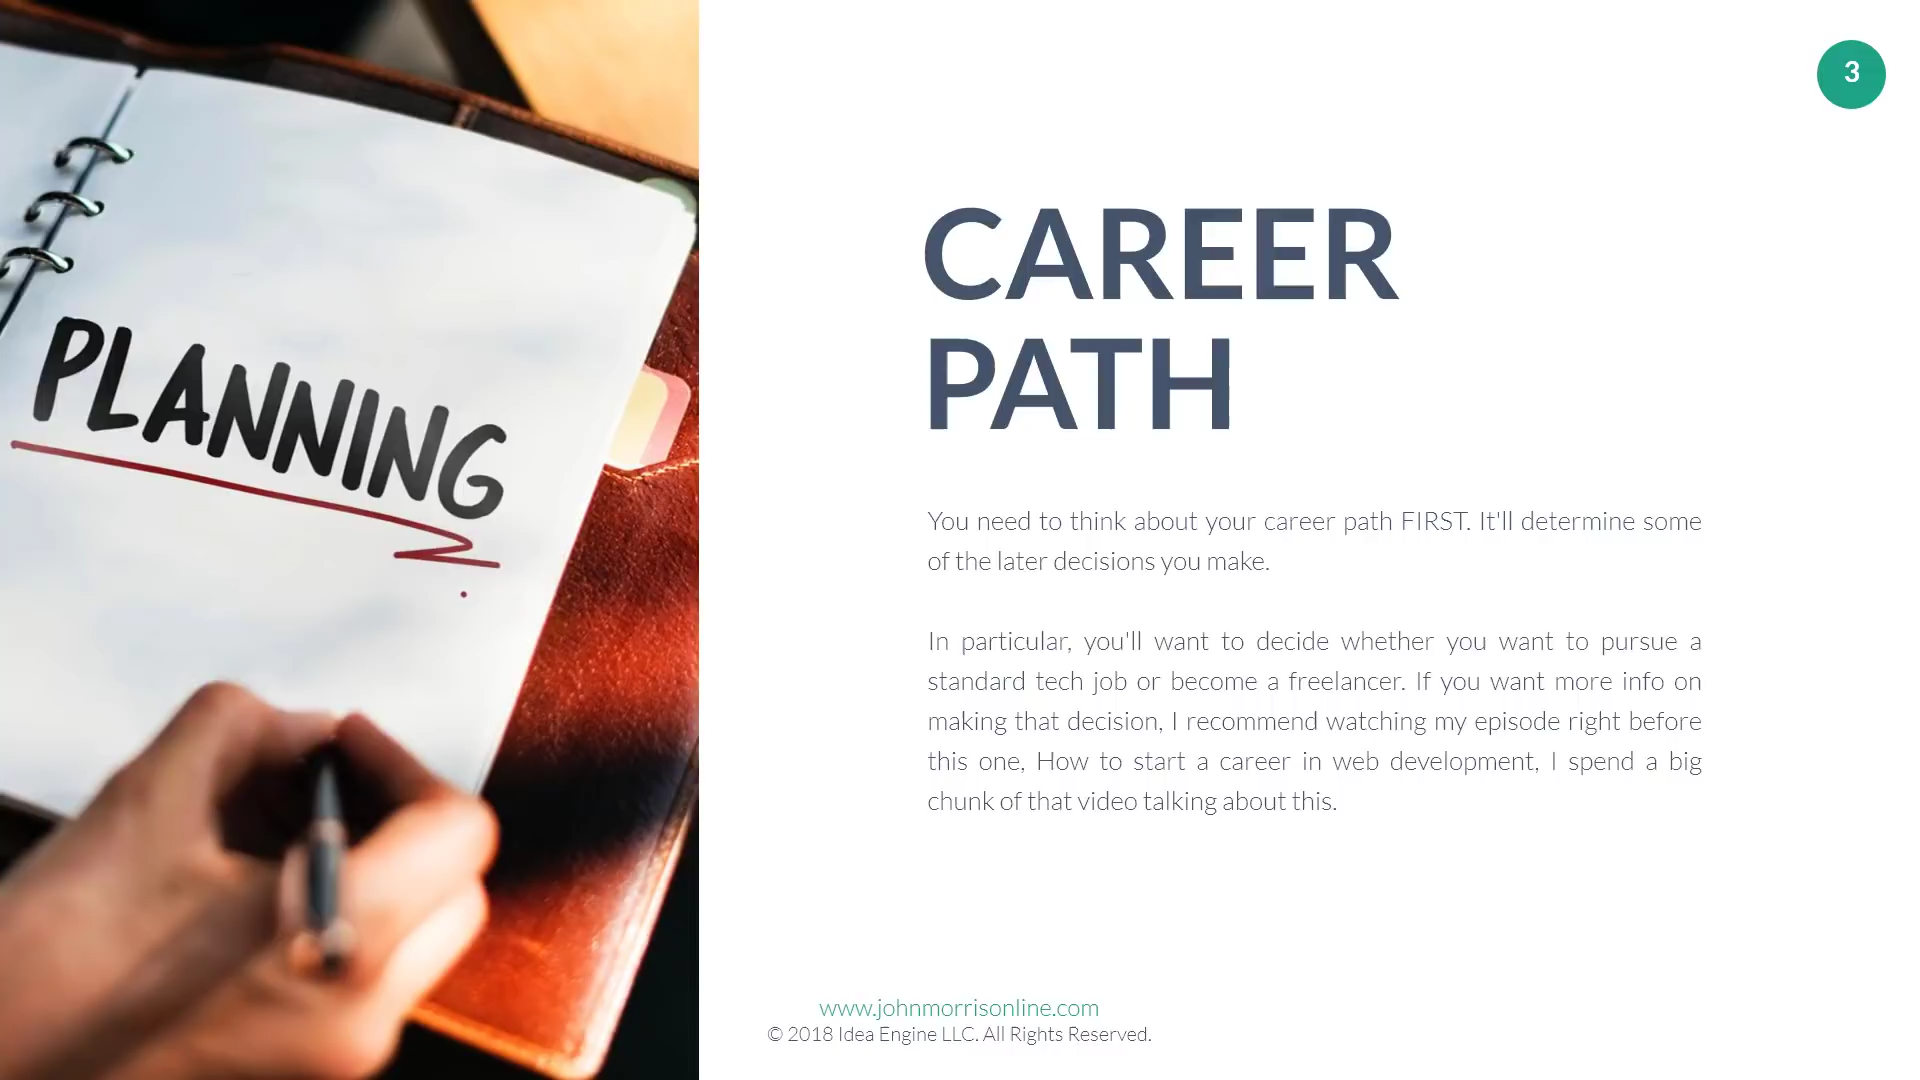 3
PLANNING
CAREER
PATH
You need to think about your career path FIRST. It'll determine some
of the later decisions you make.
In particular, you'll want to decide whether you want to pursue a
standard tech job or become a freelancer. If you want more info on
making that decision, I recommend watching my episode right before
this one, How to start a career in web development, I spend a big
chunk of that video talking about this.
www.johnmorrisonline.com
© 2018 Idea Engine LLC. All Rights Reserved.